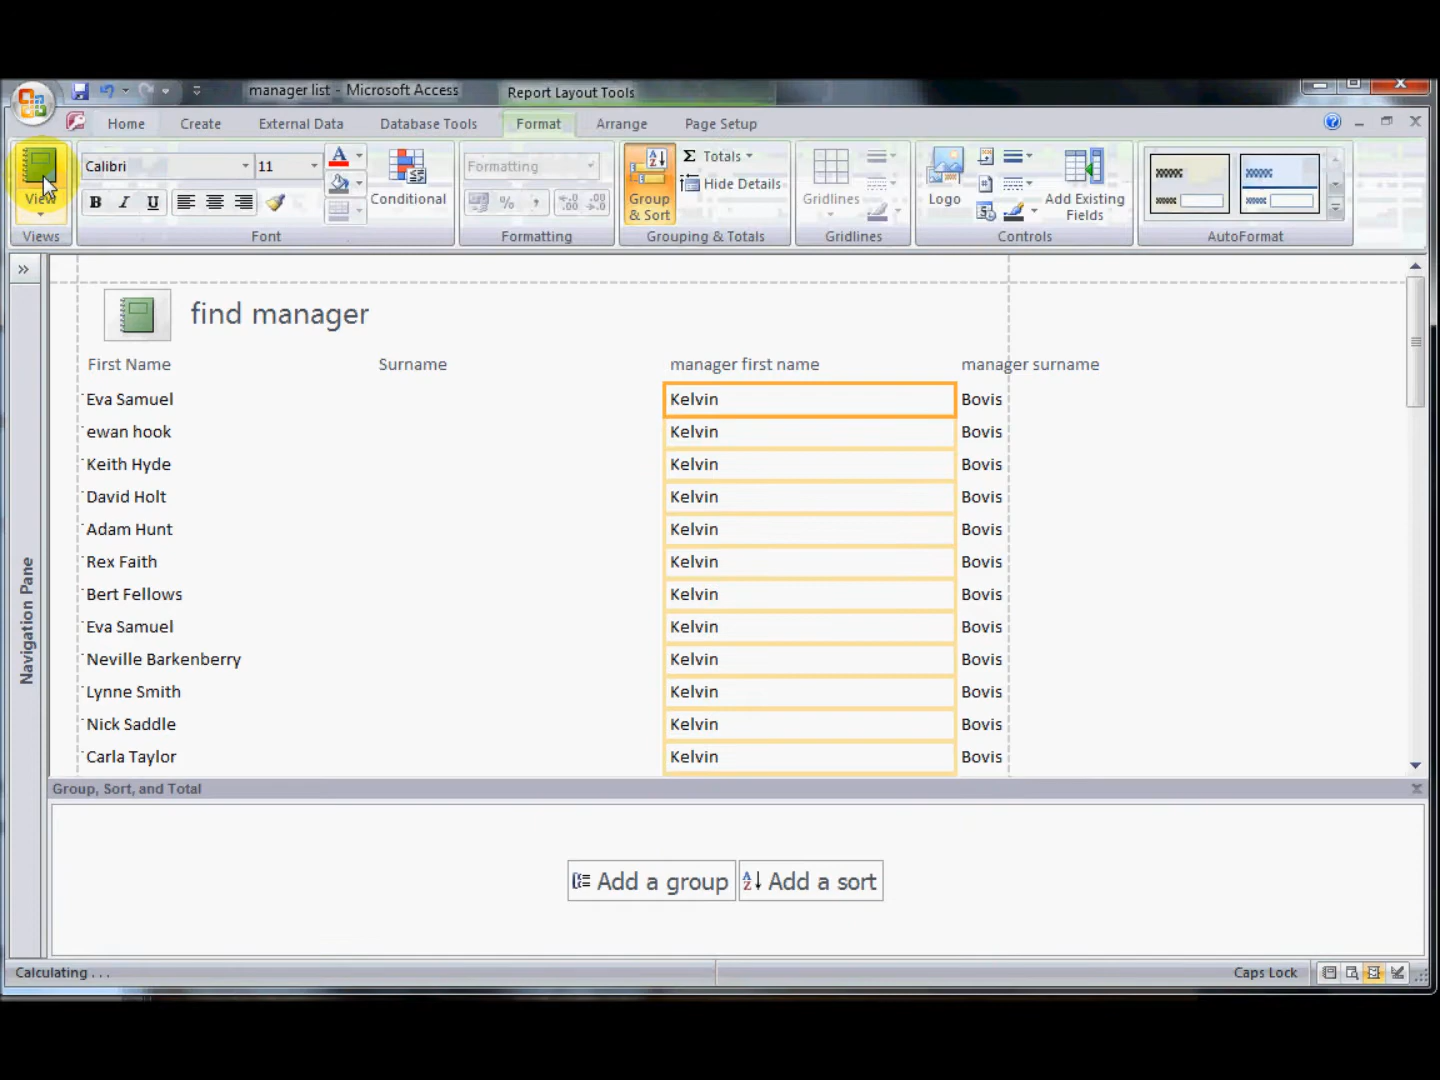 manager list - Microsoft Access
Report Layout Tools
Home Create External Data Database Tools Format Arrange Page Setup
Calibri 11
Formatting
Totals
View
Conditional
Group & Sort
Hide Details
Gridlines
Logo
Add Existing Fields
Views Font Formatting Grouping & Totals Gridlines Controls AutoFormat
find manager
First Name Surname manager first name manager surname
Eva Samuel Kelvin Bovis
ewan hook Kelvin Bovis
Keith Hyde Kelvin Bovis
David Holt Kelvin Bovis
Adam Hunt Kelvin Bovis
Rex Faith Kelvin Bovis
Bert Fellows Kelvin Bovis
Eva Samuel Kelvin Bovis
Neville Barkenberry Kelvin Bovis
Lynne Smith Kelvin Bovis
Nick Saddle Kelvin Bovis
Carla Taylor Kelvin Bovis
Navigation Pane
Group, Sort, and Total
Add a group Add a sort
Calculating . . .
Caps Lock